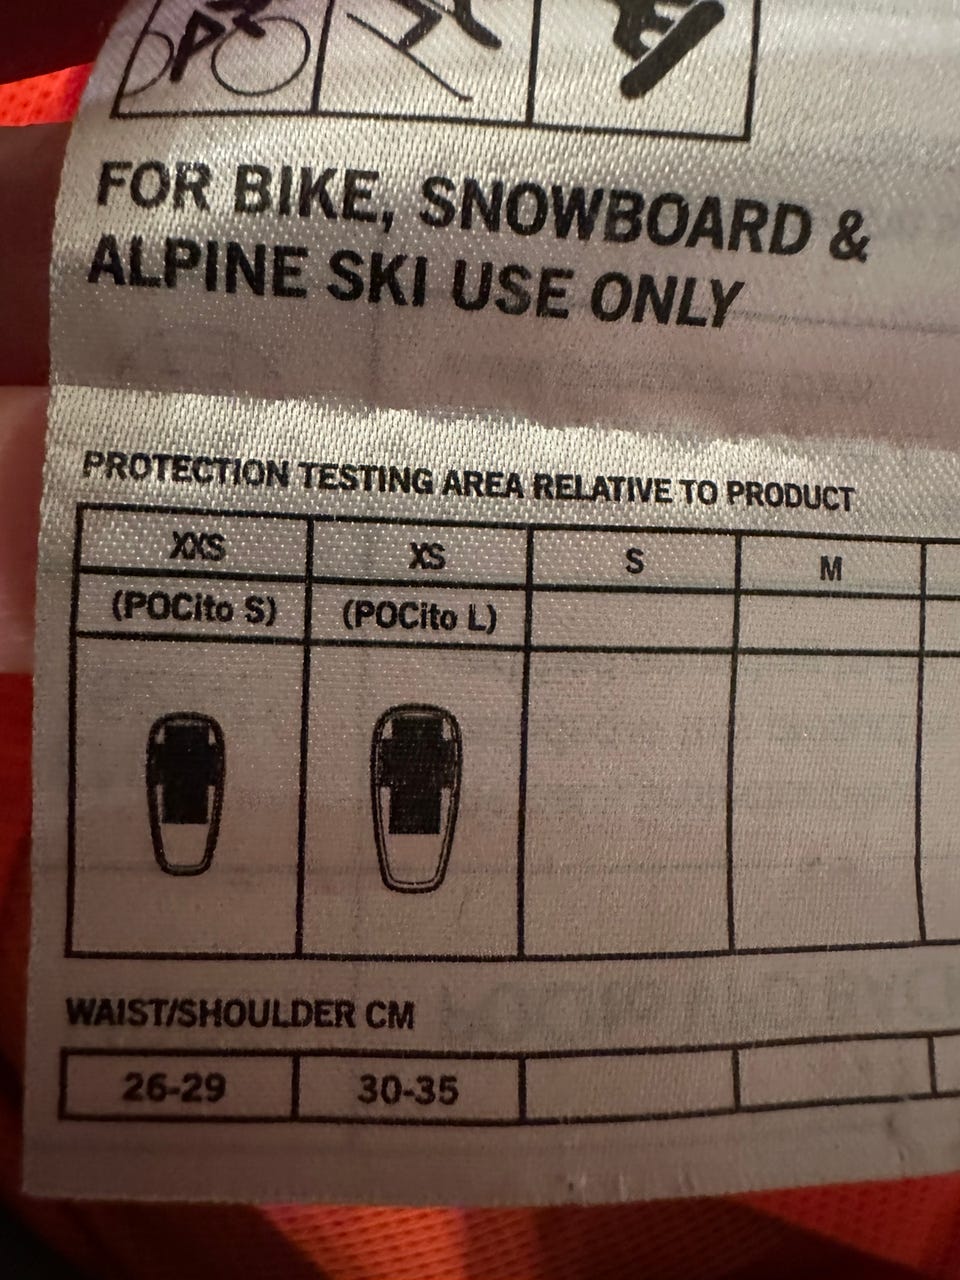 FOR BIKE, SNOWBOARD &
ALPINE SKI USE ONLY
PROTECTION TESTING AREA RELATIVE TO PRODUCT
XXS XS S M
(POCito S) (POCito L)
WAIST/SHOULDER CM
26-29 30-35